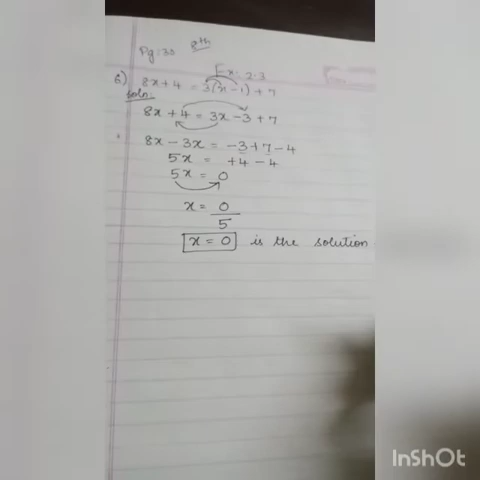 Pg:30 8th
Ex: 2.3
6) 8x+4 = 3(x-1)+7
Soln:
8x+4 = 3x-3+7
8x-3x = -3+7-4
5x = +4-4
5x = 0
x = 0/5
x = 0 is the solution
InShOt